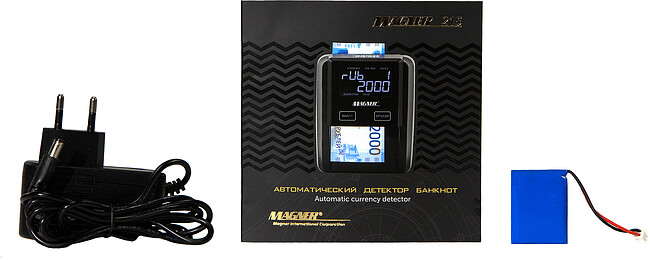 MAGNER 215
rUb 1
2000
MAGNER
2000
АВТОМАТИЧЕСКИЙ ДЕТЕКТОР БАНКНОТ
Automatic currency detector
MAGNER®
Magner International Corporation